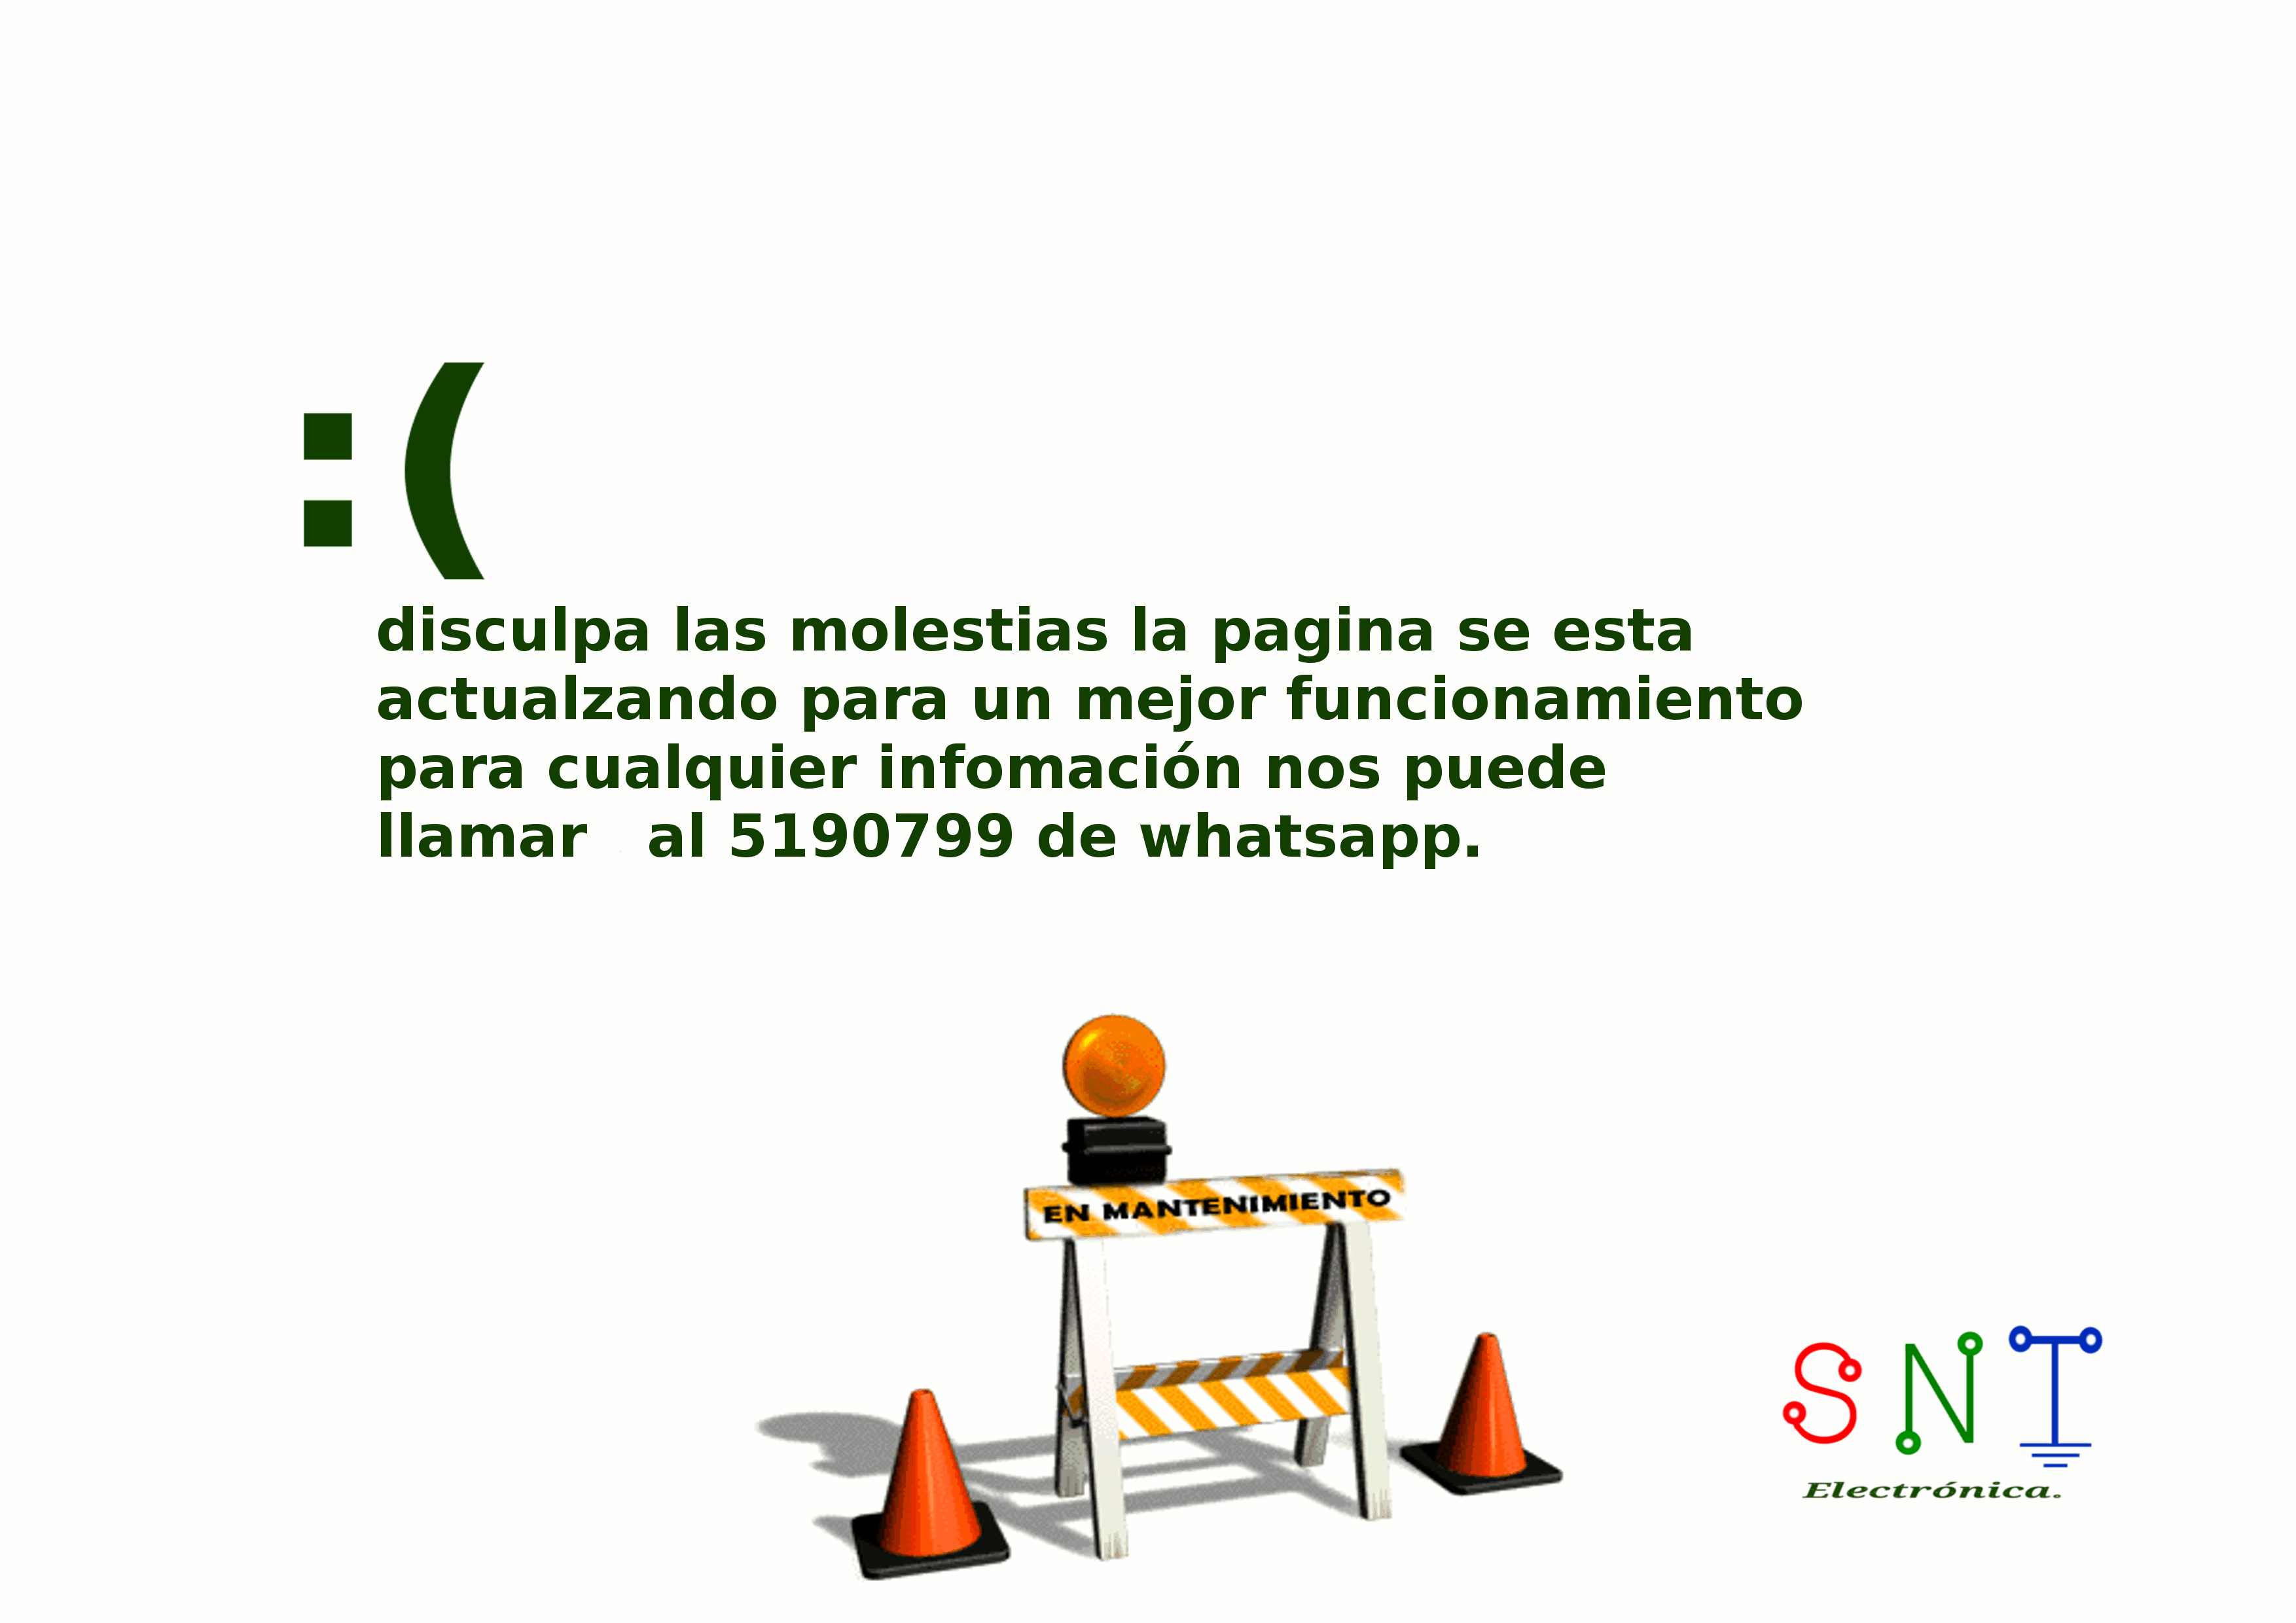 :(
disculpa las molestias la pagina se esta
actualzando para un mejor funcionamiento
para cualquier infomación nos puede
llamar al 5190799 de whatsapp.
EN MANTENIMIENTO
SNT
Electrónica.